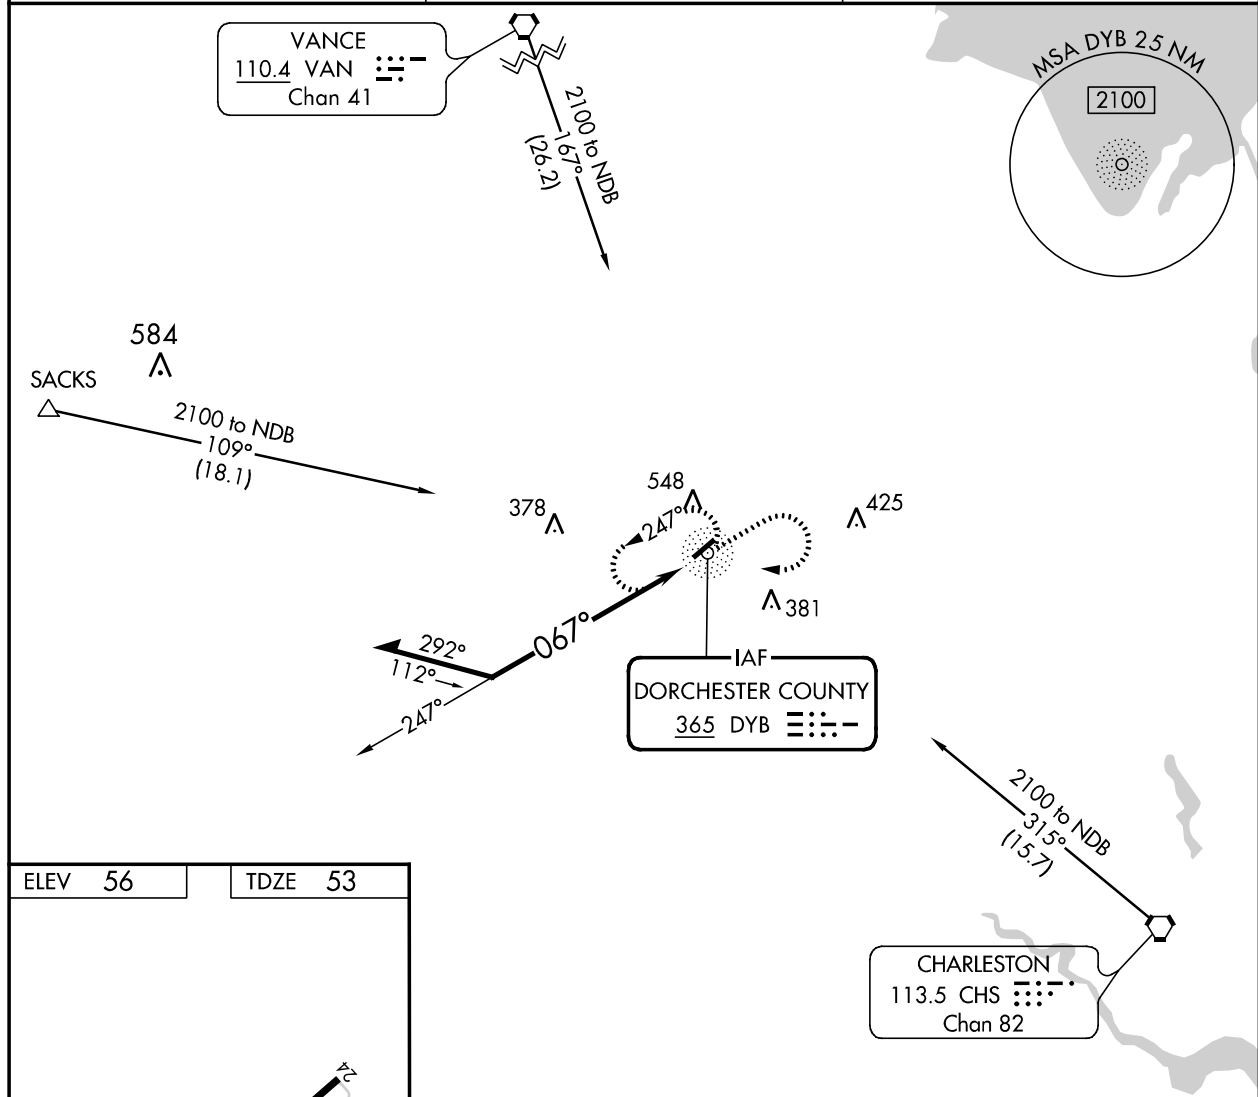 VANCE
110.4 VAN
Chan 41
2100 to NDB
167°
(26.2)
MSA DYB 25 NM
2100
584
SACKS
2100 to NDB
109°
(18.1)
378
548
425
247°
381
067°
292°
112°
247°
IAF
DORCHESTER COUNTY
365 DYB
2100 to NDB
315°
(15.7)
ELEV 56
TDZE 53
CHARLESTON
113.5 CHS
Chan 82
24